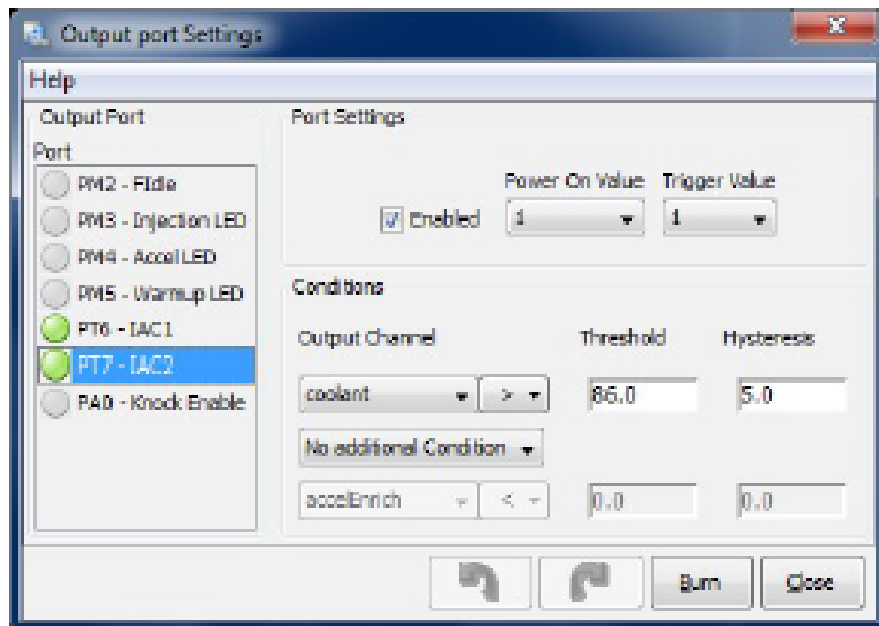 Output port Settings
Help
Output Port
Port
PM2 - FIdle
PM3 - Injection LED
PM4 - Accel LED
PM5 - Warmup LED
PT6 - IAC1
PT7 - IAC2
PA0 - Knock Enable
Port Settings
Power On Value Trigger Value
Enabled 1 1
Conditions
Output Channel Threshold Hysteresis
coolant > 86.0 5.0
No additional Condition
accelEnrich < 0.0 0.0
Burn Close